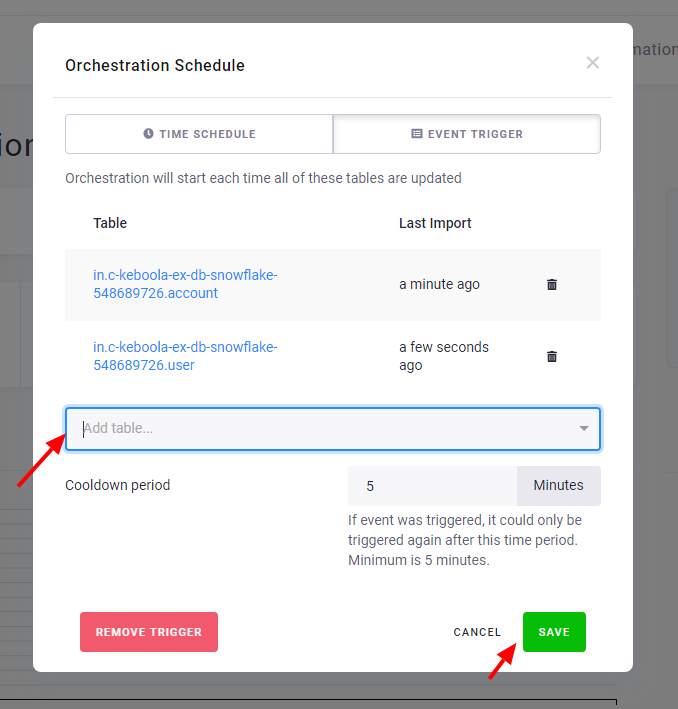 Orchestration Schedule
×
TIME SCHEDULE
EVENT TRIGGER
Orchestration will start each time all of these tables are updated
Table
Last Import
in.c-keboola-ex-db-snowflake-
548689726.account
a minute ago
in.c-keboola-ex-db-snowflake-
548689726.user
a few seconds
ago
Add table...
Cooldown period
5
Minutes
If event was triggered, it could only be
triggered again after this time period.
Minimum is 5 minutes.
REMOVE TRIGGER
CANCEL
SAVE